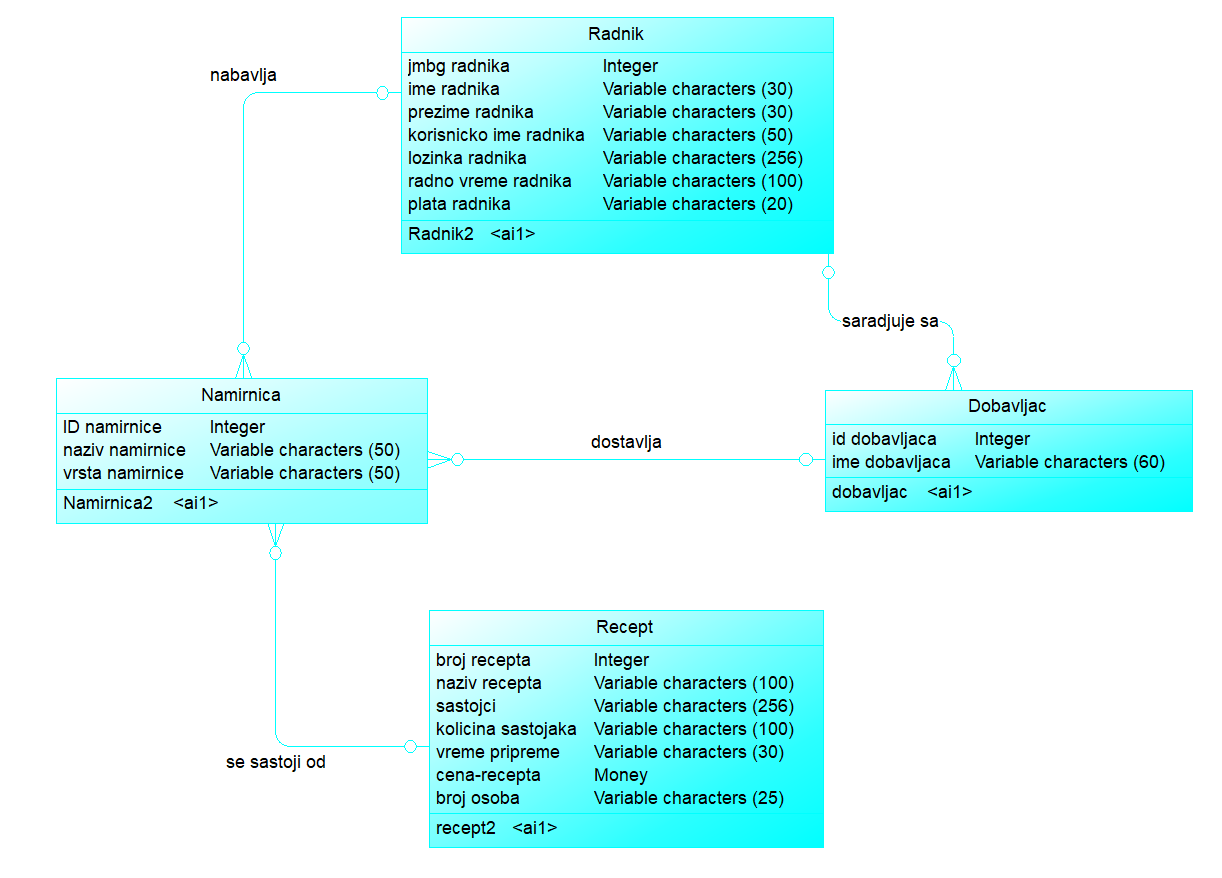 Radnik
jmbg radnika Integer
ime radnika Variable characters (30)
prezime radnika Variable characters (30)
korisnicko ime radnika Variable characters (50)
lozinka radnika Variable characters (256)
radno vreme radnika Variable characters (100)
plata radnika Variable characters (20)
Radnik2 <ai1>
nabavlja
saradjuje sa
Namirnica
ID namirnice Integer
naziv namirnice Variable characters (50)
vrsta namirnice Variable characters (50)
Namirnica2 <ai1>
dostavlja
Dobavljac
id dobavljaca Integer
ime dobavljaca Variable characters (60)
dobavljac <ai1>
Recept
broj recepta Integer
naziv recepta Variable characters (100)
sastojci Variable characters (256)
kolicina sastojaka Variable characters (100)
vreme pripreme Variable characters (30)
cena-recepta Money
broj osoba Variable characters (25)
recept2 <ai1>
se sastoji od